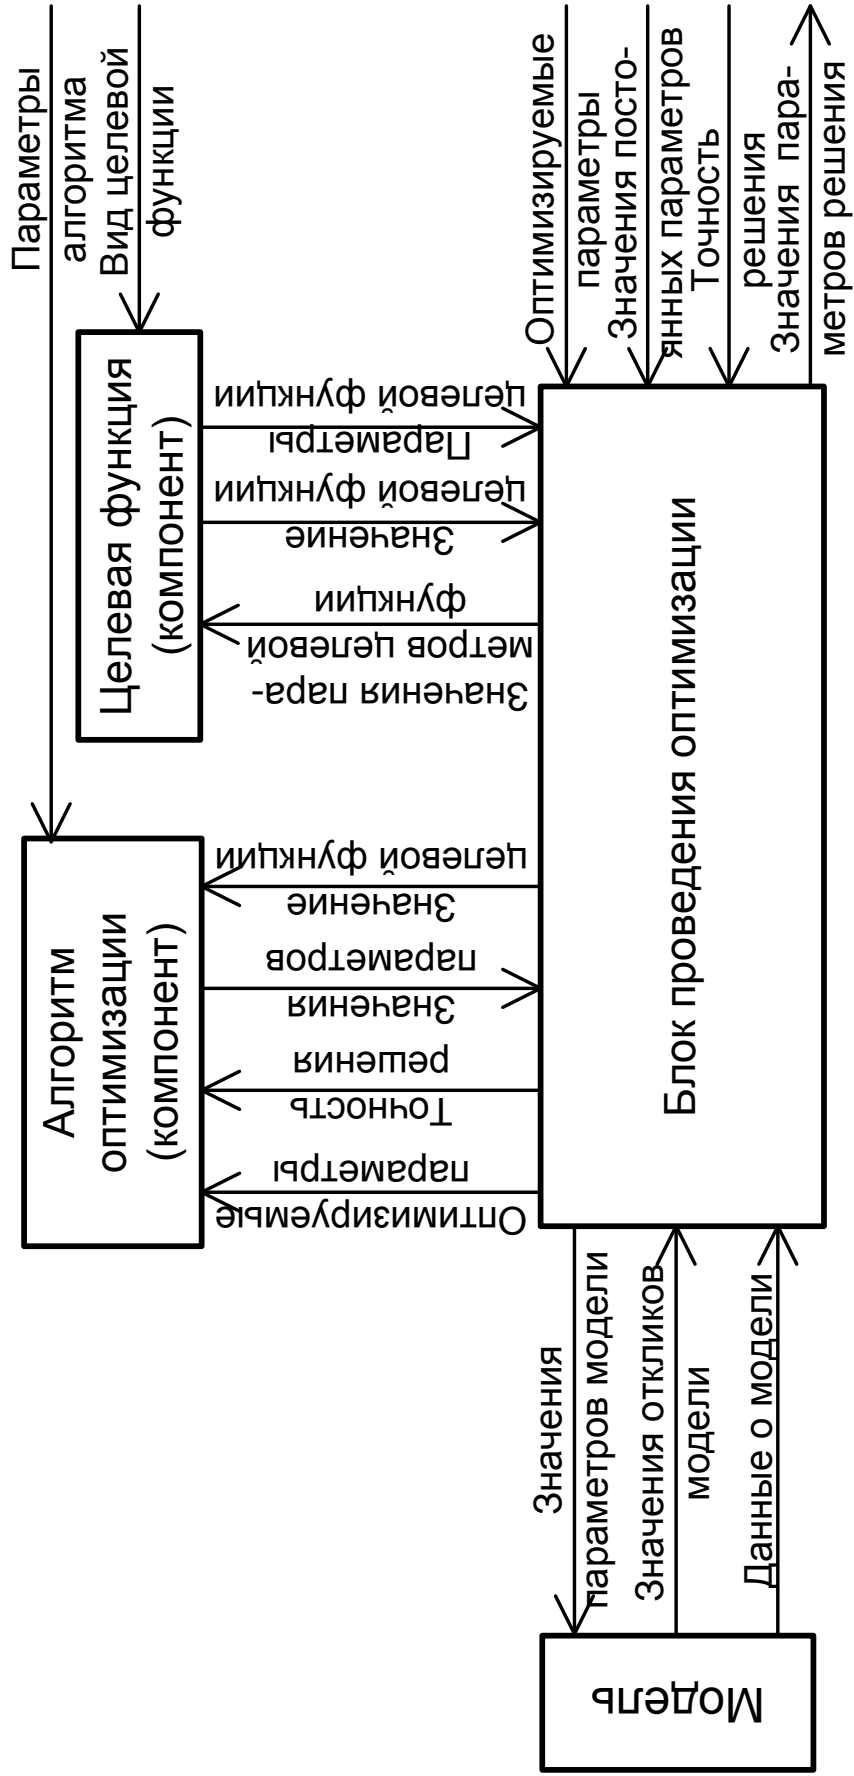 Параметры
алгоритма
Вид целевой
функции
Алгоритм
оптимизации
(компонент)
Целевая функция
(компонент)
Оптимизируемые
параметры
Точность
решения
Значения
параметров
Значение
целевой функции
Значения пара-
метров целевой
функции
Значение
целевой функции
Параметры
целевой функции
Оптимизируемые
параметры
Значения посто-
янных параметров
Точность
решения
Значения пара-
метров решения
Блок проведения оптимизации
Значения
параметров модели
Значения откликов
модели
Данные о модели
Модель